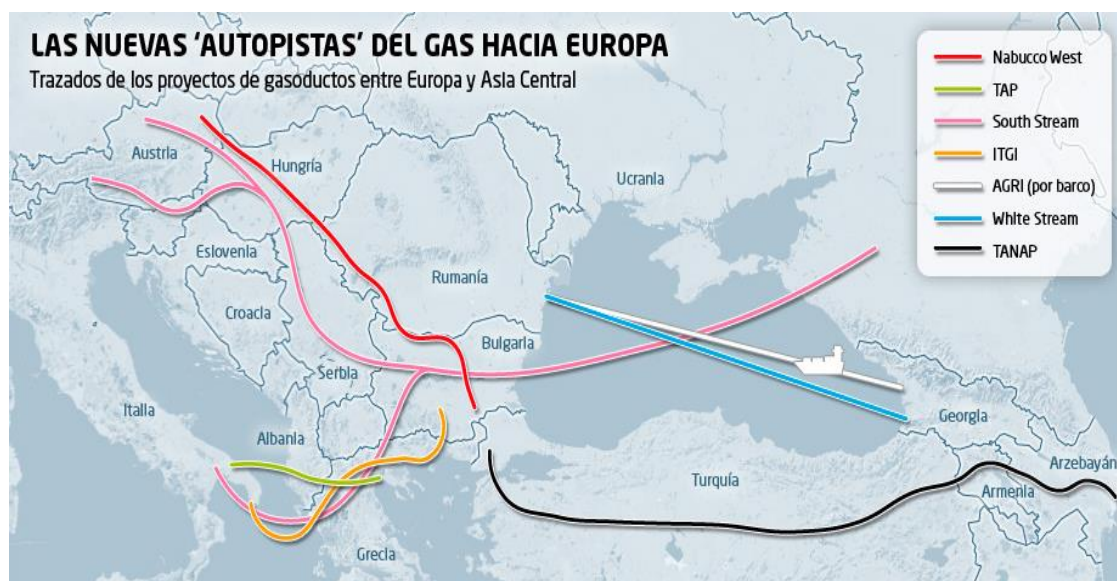 LAS NUEVAS ‘AUTOPISTAS’ DEL GAS HACIA EUROPA
Trazados de los proyectos de gasoductos entre Europa y Asia Central
Nabucco West
TAP
South Stream
ITGI
AGRI (por barco)
White Stream
TANAP
Austria
Hungría
Ucrania
Eslovenia
Rumanía
Croacia
Bulgaria
Serbia
Italia
Albania
Georgia
Turquía
Arzebayán
Armenia
Grecia